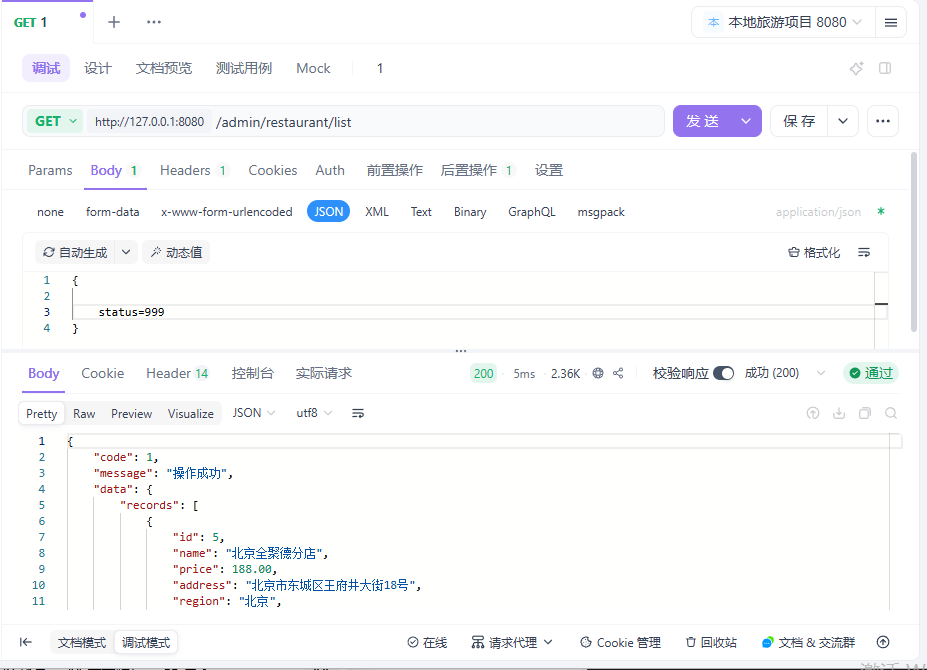 GET 1
本地旅游项目 8080
调试 设计 文档预览 测试用例 Mock 1
GET http://127.0.0.1:8080 /admin/restaurant/list 发 送 保 存
Params Body 1 Headers 1 Cookies Auth 前置操作 后置操作 1 设置
none form-data x-www-form-urlencoded JSON XML Text Binary GraphQL msgpack application/json *
自动生成 动态值 格式化
1 {
2
3 status=999
4 }
Body Cookie Header 14 控制台 实际请求 200 5ms 2.36K 校验响应 成功 (200) 通过
Pretty Raw Preview Visualize JSON utf8
1 {
2 "code": 1,
3 "message": "操作成功",
4 "data": {
5 "records": [
6 {
7 "id": 5,
8 "name": "北京全聚德分店",
9 "price": 188.00,
10 "address": "北京市东城区王府井大街18号",
11 "region": "北京",
文档模式 调试模式 在线 请求代理 Cookie 管理 回收站 文档 & 交流群